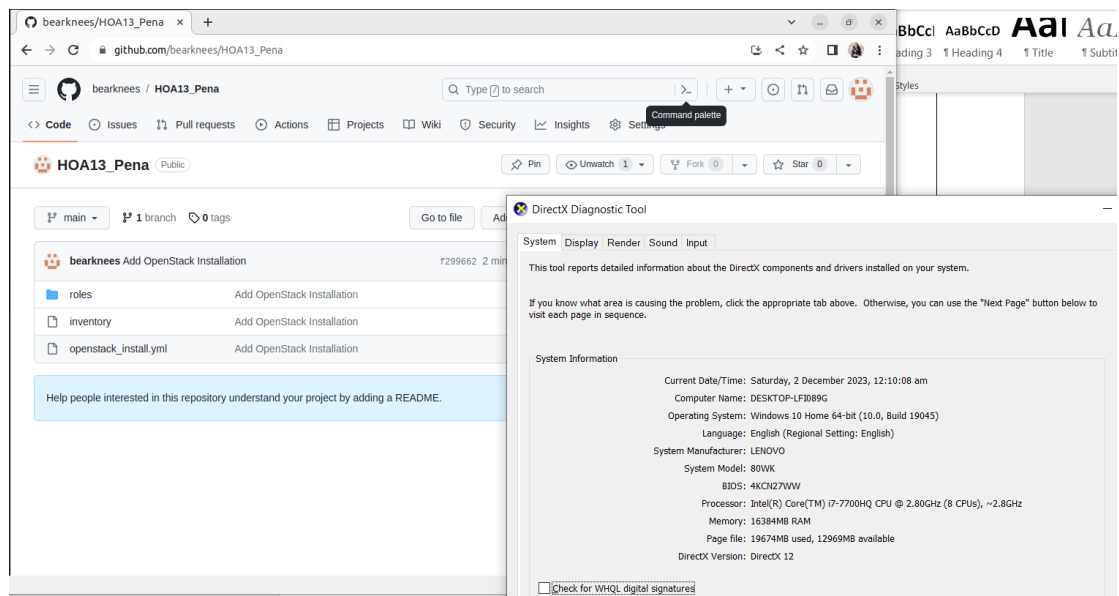 bearknees/HOA13_Pena
github.com/bearknees/HOA13_Pena
bearknees / HOA13_Pena
Type / to search
Command palette
Code Issues Pull requests Actions Projects Wiki Security Insights Settings
HOA13_Pena Public
Pin Unwatch 1 Fork 0 Star 0
main 1 branch 0 tags
Go to file
bearknees Add OpenStack Installation f299662 2 min
roles Add OpenStack Installation
inventory Add OpenStack Installation
openstack_install.yml Add OpenStack Installation
Help people interested in this repository understand your project by adding a README.
AaBbCcD
ading 3 ¶ Heading 4 ¶ Title ¶ Subtit
Styles
DirectX Diagnostic Tool
System Display Render Sound Input
This tool reports detailed information about the DirectX components and drivers installed on your system.
If you know what area is causing the problem, click the appropriate tab above. Otherwise, you can use the "Next Page" button below to
visit each page in sequence.
System Information
Current Date/Time: Saturday, 2 December 2023, 12:10:08 am
Computer Name: DESKTOP-LFI089G
Operating System: Windows 10 Home 64-bit (10.0, Build 19045)
Language: English (Regional Setting: English)
System Manufacturer: LENOVO
System Model: 80WK
BIOS: 4KCN27WW
Processor: Intel(R) Core(TM) i7-7700HQ CPU @ 2.80GHz (8 CPUs), ~2.8GHz
Memory: 16384MB RAM
Page file: 19674MB used, 12969MB available
DirectX Version: DirectX 12
Check for WHQL digital signatures